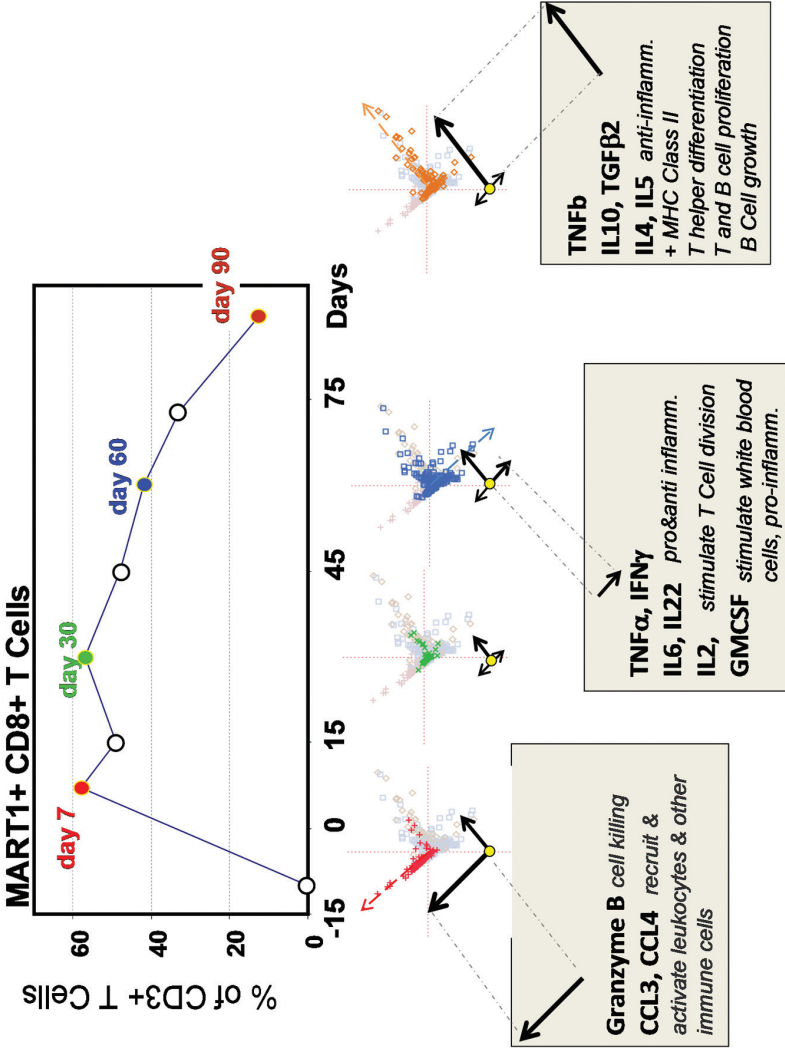 MART1+ CD8+ T Cells
% of CD3+ T Cells
60
40
20
0
-15
0
15
45
75
Days
day 7
day 30
day 60
day 90
Granzyme B cell killing
CCL3, CCL4 recruit &
activate leukocytes & other
immune cells
TNFα, IFNγ
IL6, IL22 pro&anti inflamm.
IL2, stimulate T Cell division
GMCSF stimulate white blood
cells, pro-inflamm.
TNFb
IL10, TGFβ2
IL4, IL5 anti-inflamm.
+ MHC Class II
T helper differentiation
T and B cell proliferation
B Cell growth